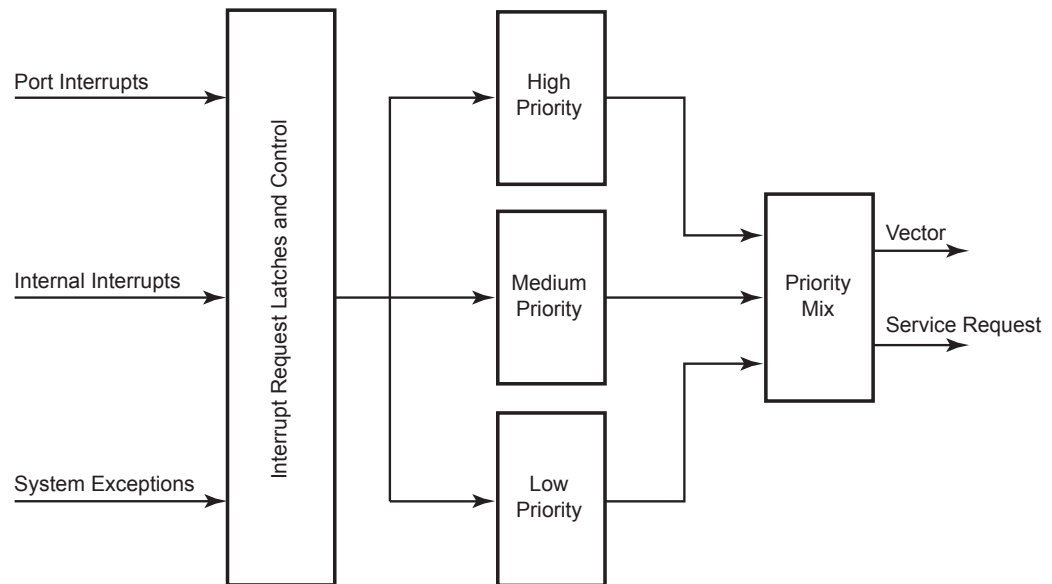 Port Interrupts
Internal Interrupts
System Exceptions
Interrupt Request Latches and Control
High
Priority
Medium
Priority
Low
Priority
Priority
Mix
Vector
Service Request